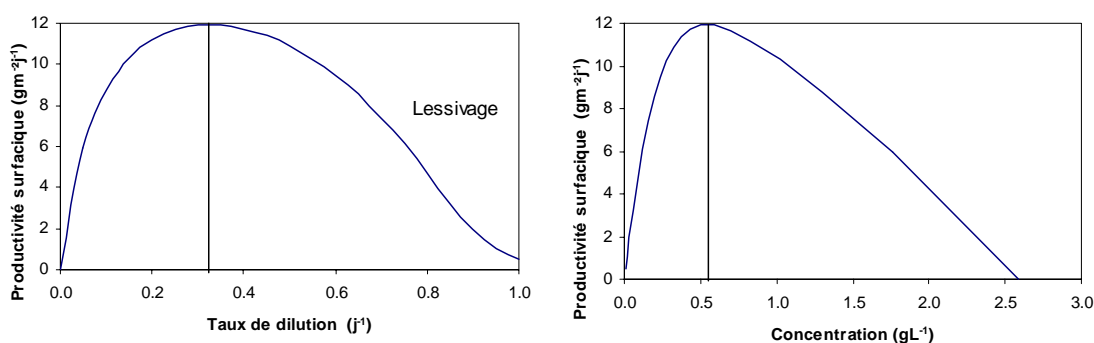 Productivité surfacique (gm⁻²j⁻¹)
12
10
8
6
4
2
0
Lessivage
0.0 0.2 0.4 0.6 0.8 1.0
Taux de dilution (j⁻¹)
Productivité surfacique (gm⁻²j⁻¹)
12
10
8
6
4
2
0
0.0 0.5 1.0 1.5 2.0 2.5 3.0
Concentration (gL⁻¹)